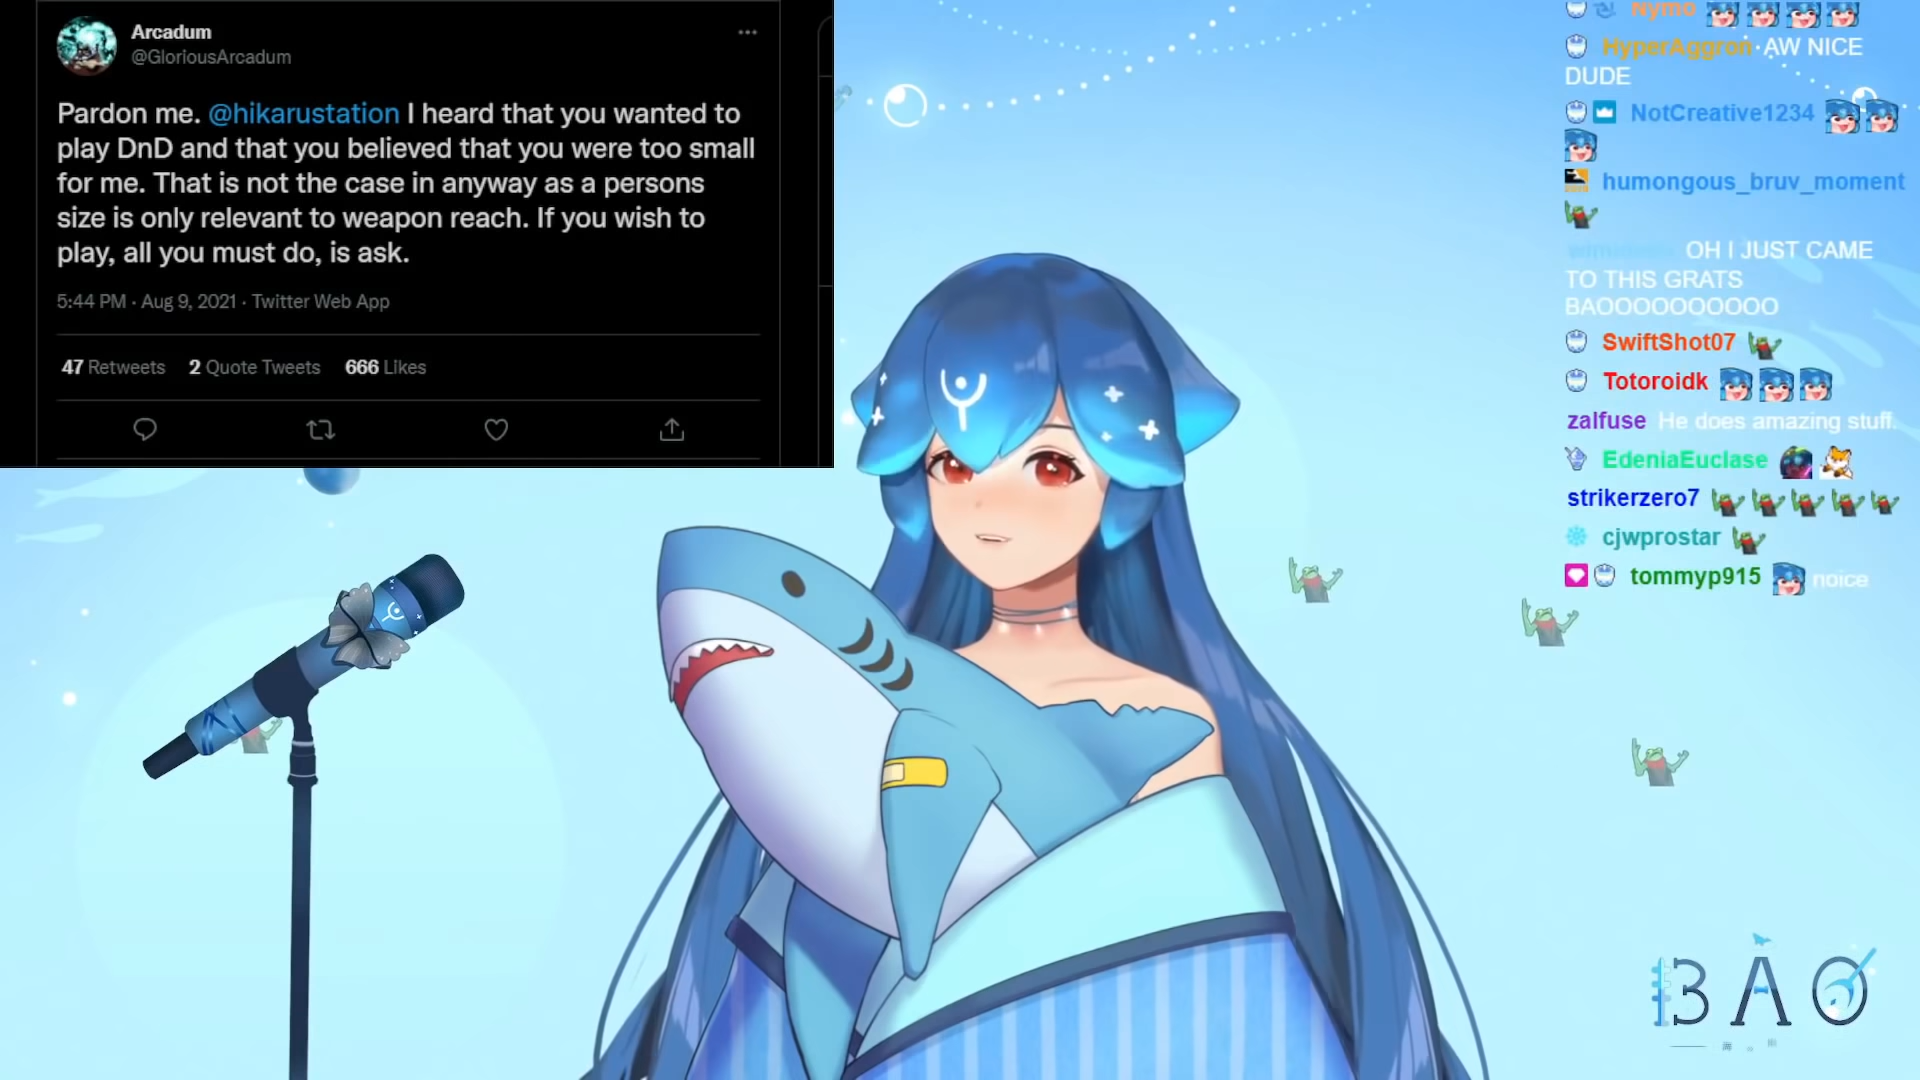 Arcadum
@GloriousArcadum
Pardon me. @hikarustation I heard that you wanted to
play DnD and that you believed that you were too small
for me. That is not the case in anyway as a persons
size is only relevant to weapon reach. If you wish to
play, all you must do, is ask.
5:44 PM · Aug 9, 2021 · Twitter Web App
47 Retweets 2 Quote Tweets 666 Likes
Nymo
HyperAggron AW NICE
DUDE
NotCreative1234
humongous_bruv_moment
OH I JUST CAME
TO THIS GRATS
BAOOOOOOOOOO
SwiftShot07
Totoroidk
zalfuse He does amazing stuff.
EdeniaEuclase
strikerzero7
cjwprostar
tommyp915 noice
BAO